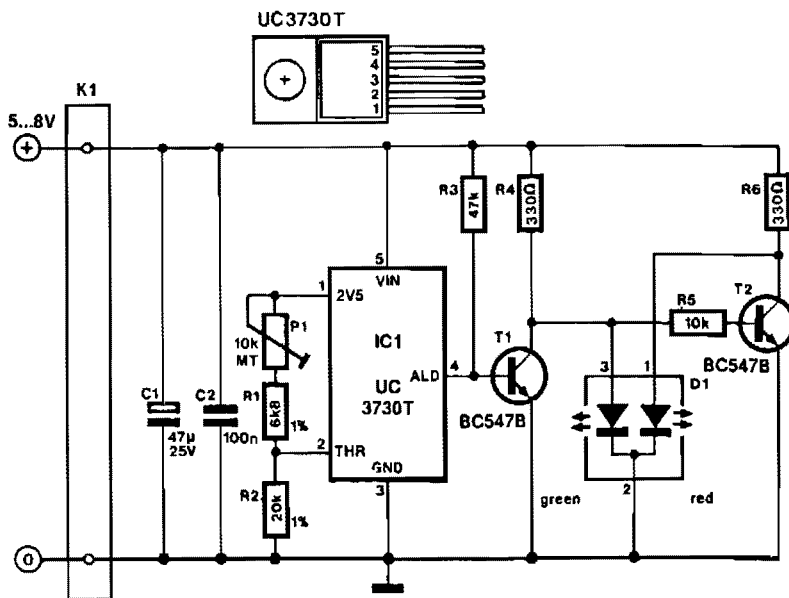 UC3730T
5
4
3
2
1
K1
5...8V
+
R3
47k
R4
330Ω
R6
330Ω
5
VIN
1
2V5
P1
10k
MT
IC1
UC
3730T
ALD
4
T1
BC547B
R5
10k
T2
BC547B
3
1
D1
C1
47µ
25V
C2
100n
R1
6k8
1%
2
THR
GND
3
R2
20k
1%
green
2
red
0